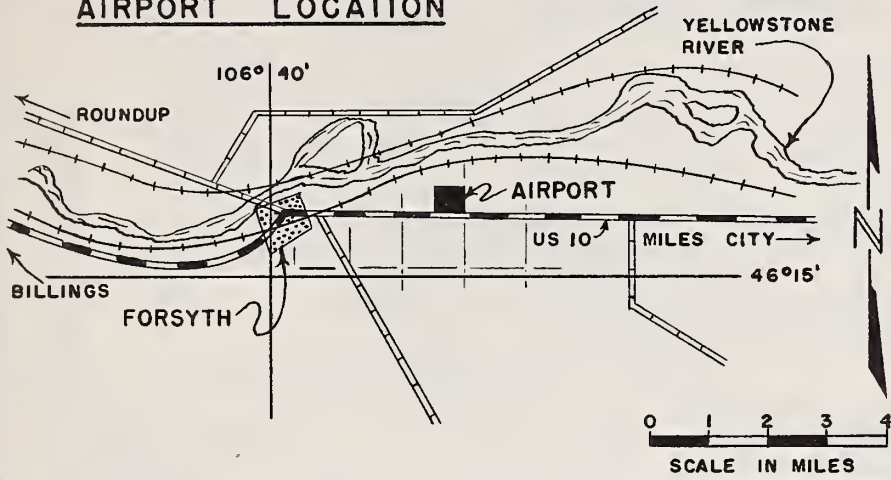 AIRPORT LOCATION
YELLOWSTONE
RIVER
106° 40'
ROUNDUP
AIRPORT
US 10
MILES CITY
N
46°15'
BILLINGS
FORSYTH
0 1 2 3 4
SCALE IN MILES